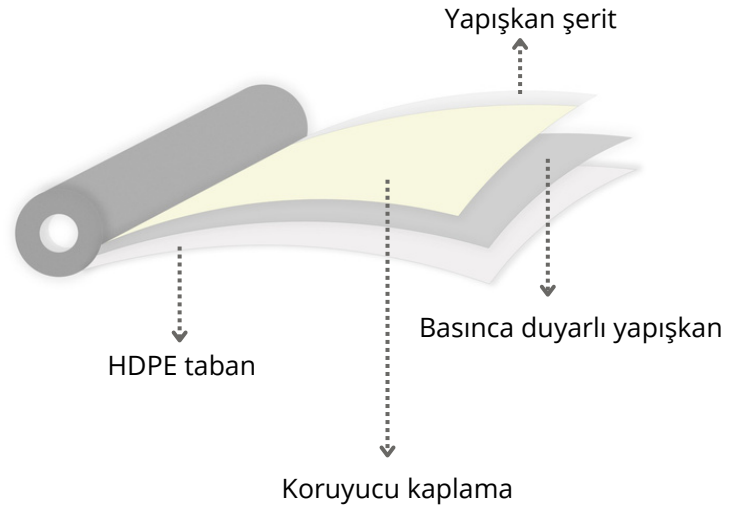 Yapışkan şerit
Basınca duyarlı yapışkan
HDPE taban
Koruyucu kaplama